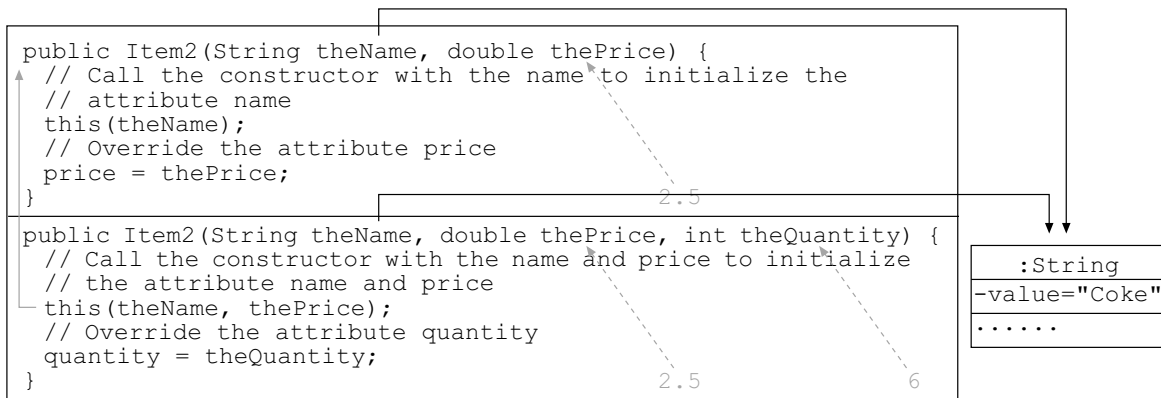 public Item2(String theName, double thePrice) {
// Call the constructor with the name to initialize the
// attribute name
this(theName);
// Override the attribute price
price = thePrice;
}
2.5
public Item2(String theName, double thePrice, int theQuantity) {
// Call the constructor with the name and price to initialize
// the attribute name and price
this(theName, thePrice);
// Override the attribute quantity
quantity = theQuantity;
}
2.5
6
:String
-value="Coke"
......